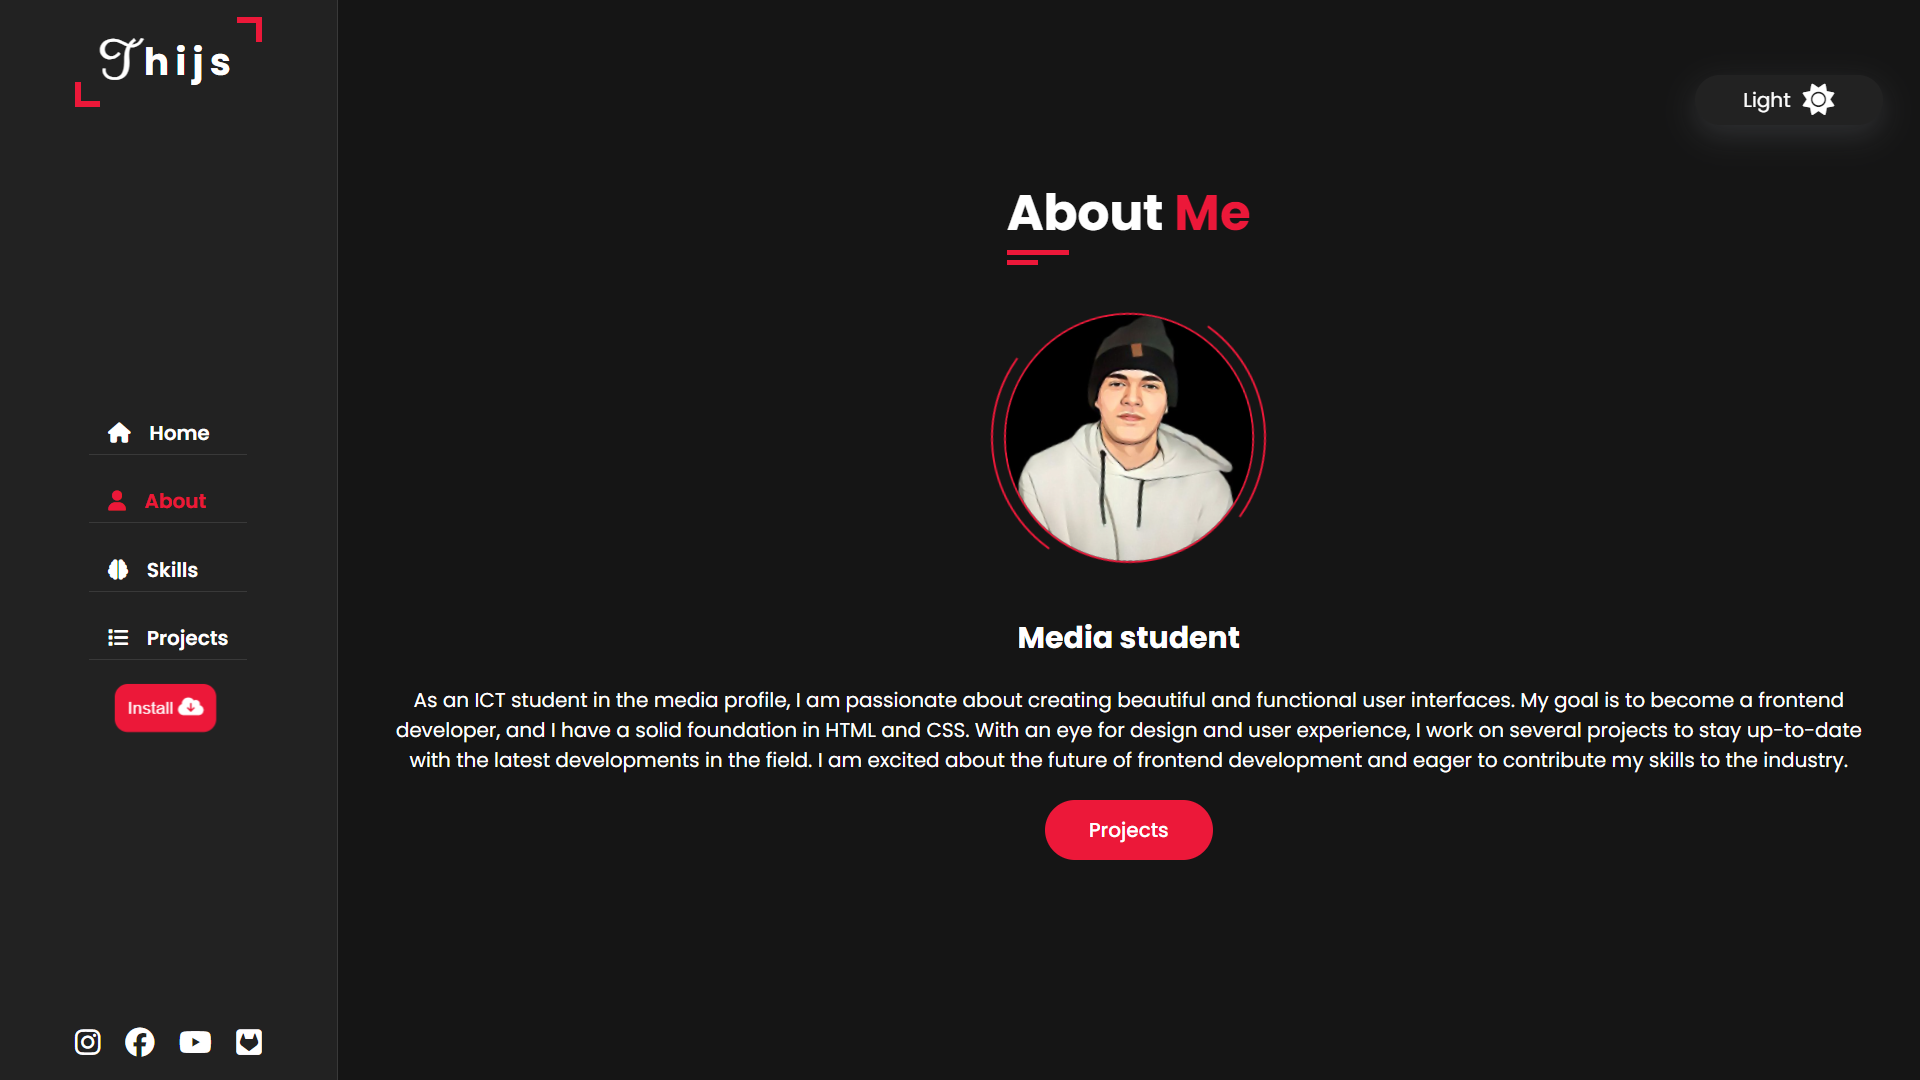 Thijs
Home
About
Skills
Projects
Install
Light
About Me
Media student
As an ICT student in the media profile, I am passionate about creating beautiful and functional user interfaces. My goal is to become a frontend
developer, and I have a solid foundation in HTML and CSS. With an eye for design and user experience, I work on several projects to stay up-to-date
with the latest developments in the field. I am excited about the future of frontend development and eager to contribute my skills to the industry.
Projects